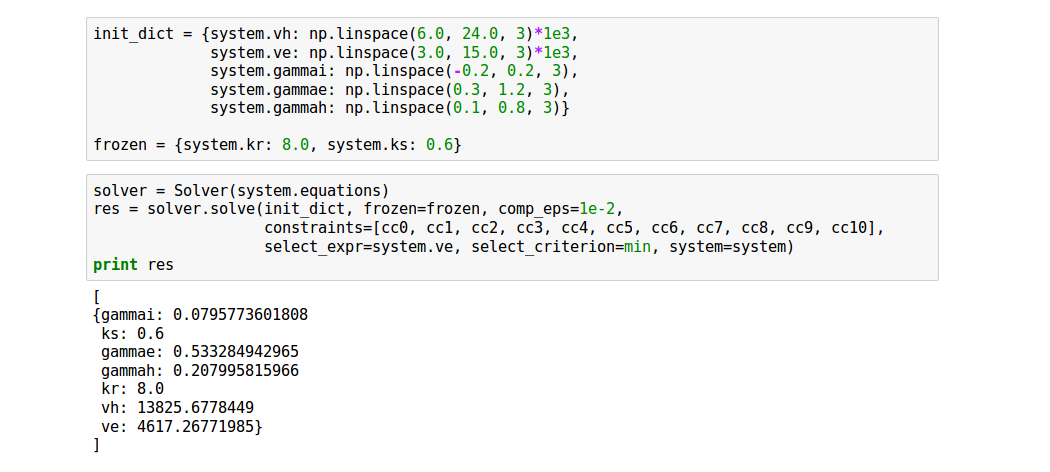 init_dict = {system.vh: np.linspace(6.0, 24.0, 3)*1e3,
             system.ve: np.linspace(3.0, 15.0, 3)*1e3,
             system.gammai: np.linspace(-0.2, 0.2, 3),
             system.gammae: np.linspace(0.3, 1.2, 3),
             system.gammah: np.linspace(0.1, 0.8, 3)}

frozen = {system.kr: 8.0, system.ks: 0.6}

solver = Solver(system.equations)
res = solver.solve(init_dict, frozen=frozen, comp_eps=1e-2,
                   constraints=[cc0, cc1, cc2, cc3, cc4, cc5, cc6, cc7, cc8, cc9, cc10],
                   select_expr=system.ve, select_criterion=min, system=system)
print res

[
{gammai: 0.0795773601808
 ks: 0.6
 gammae: 0.533284942965
 gammah: 0.207995815966
 kr: 8.0
 vh: 13825.6778449
 ve: 4617.26771985}
]